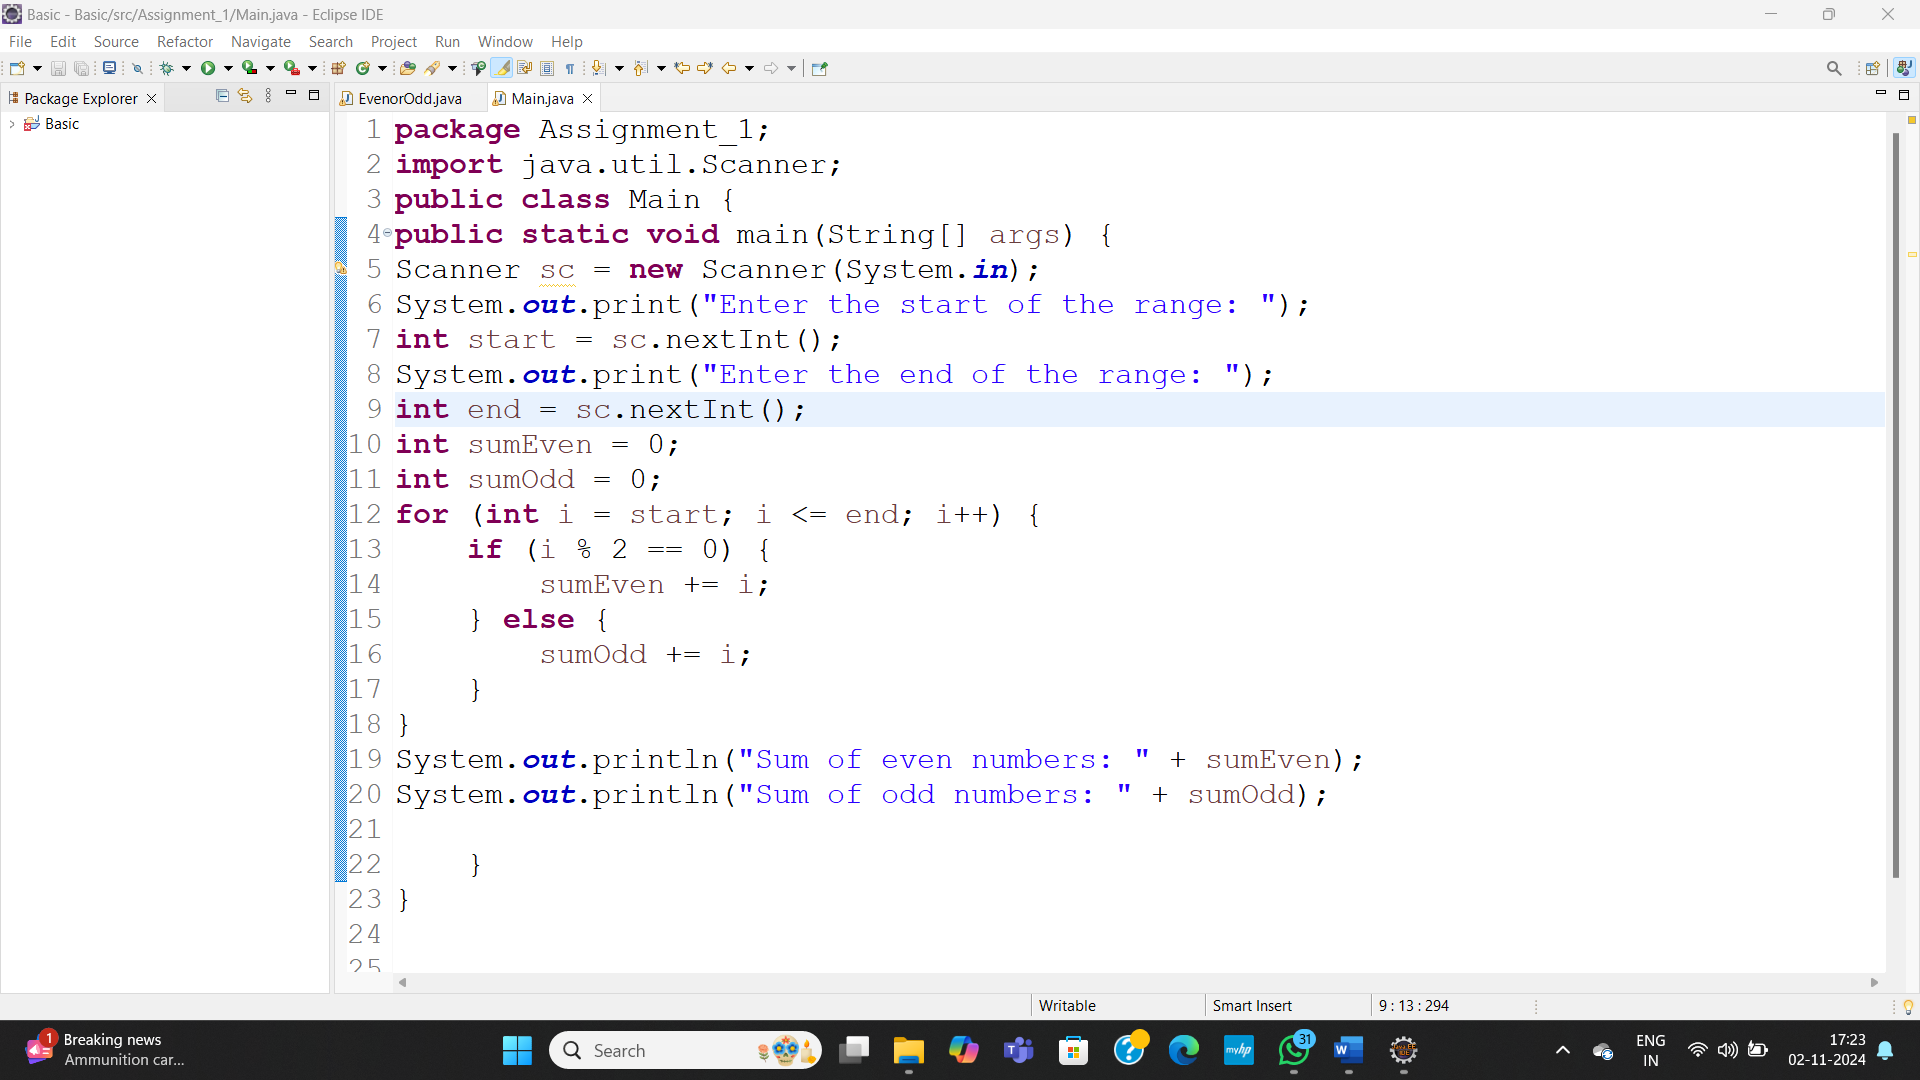 Basic - Basic/src/Assignment_1/Main.java - Eclipse IDE
File Edit Source Refactor Navigate Search Project Run Window Help
Package Explorer
EvenorOdd.java
Main.java
Basic
1 package Assignment_1;
2 import java.util.Scanner;
3 public class Main {
4 public static void main(String[] args) {
5 Scanner sc = new Scanner(System.in);
6 System.out.print("Enter the start of the range: ");
7 int start = sc.nextInt();
8 System.out.print("Enter the end of the range: ");
9 int end = sc.nextInt();
10 int sumEven = 0;
11 int sumOdd = 0;
12 for (int i = start; i <= end; i++) {
13     if (i % 2 == 0) {
14         sumEven += i;
15     } else {
16         sumOdd += i;
17     }
18 }
19 System.out.println("Sum of even numbers: " + sumEven);
20 System.out.println("Sum of odd numbers: " + sumOdd);
21
22     }
23 }
24
25
Writable Smart Insert 9 : 13 : 294
1
Breaking news
Ammunition car...
Search
myhp
31
ENG
IN
17:23
02-11-2024